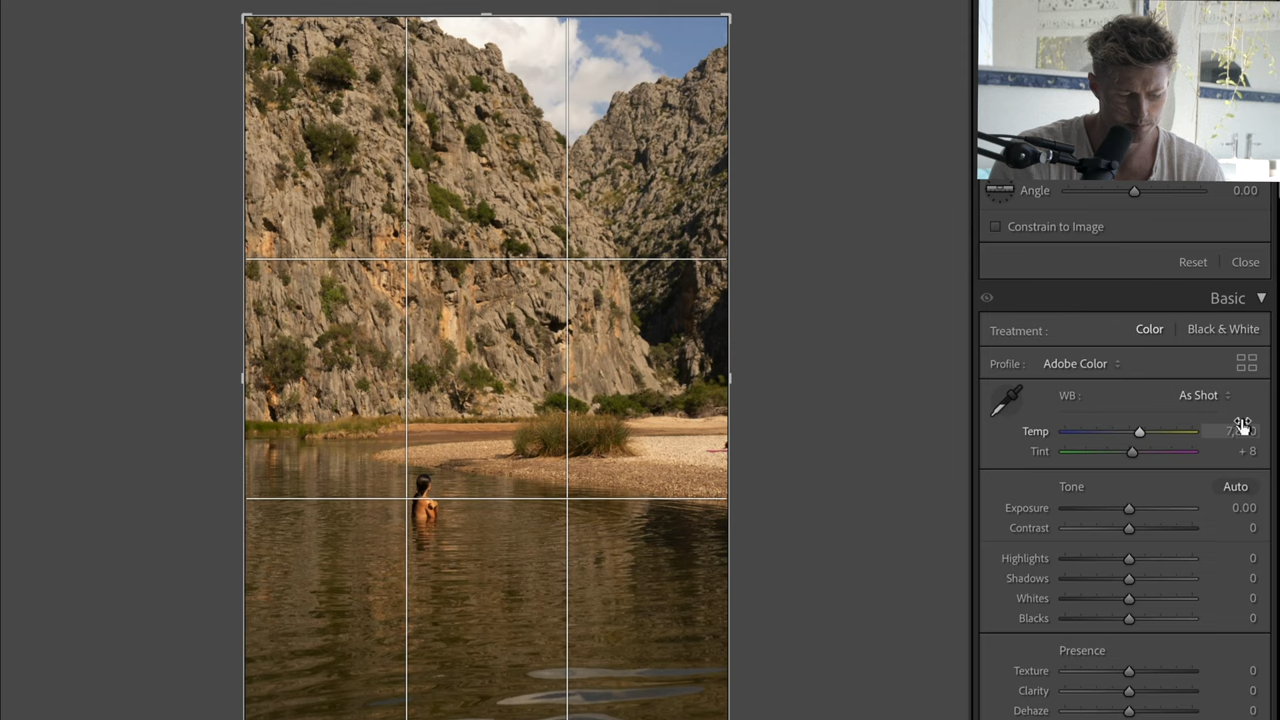 Angle 0.00
Constrain to Image
Reset Close
Basic
Treatment : Color Black & White
Profile : Adobe Color
WB : As Shot
Temp
Tint + 8
Tone Auto
Exposure 0.00
Contrast 0
Highlights 0
Shadows 0
Whites 0
Blacks 0
Presence
Texture 0
Clarity 0
Dehaze 0